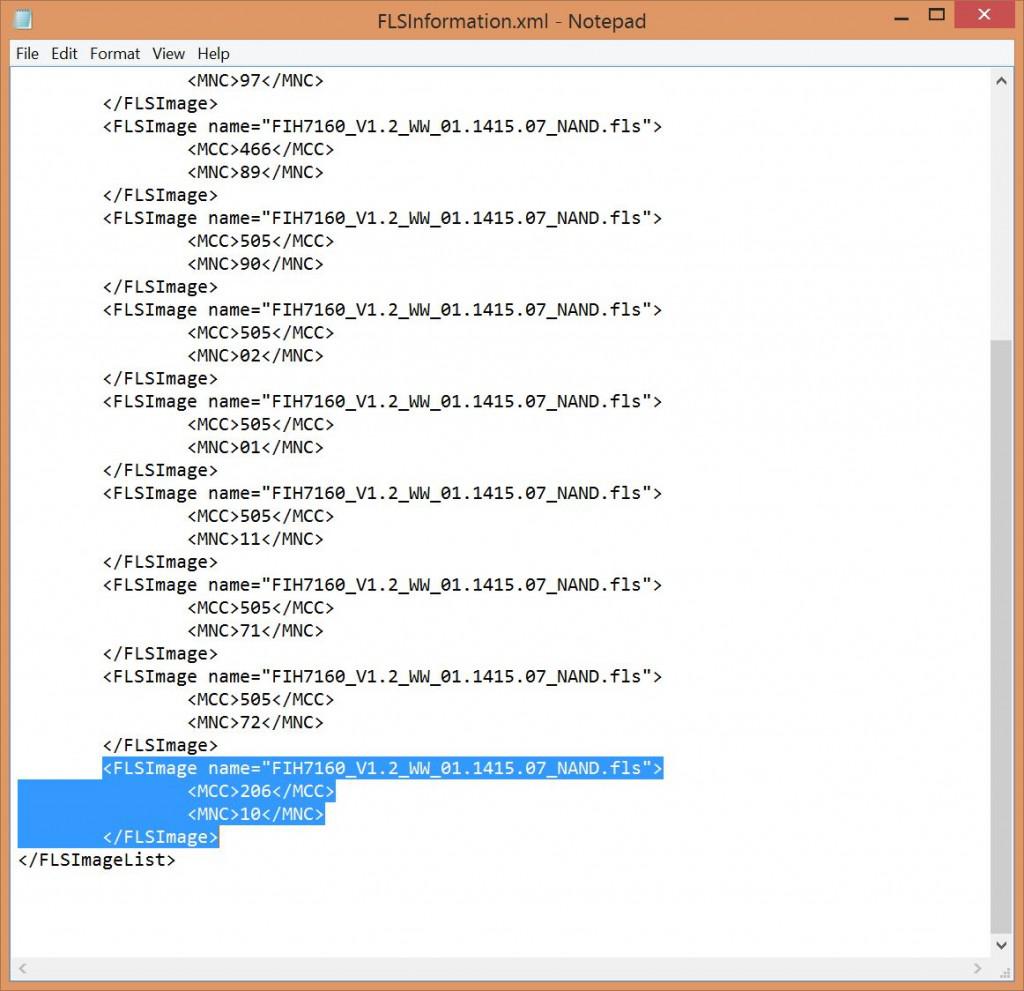 FLSInformation.xml - Notepad
File Edit Format View Help
<MNC>97</MNC>
</FLSImage>
<FLSImage name="FIH7160_V1.2_WW_01.1415.07_NAND.fls">
<MCC>466</MCC>
<MNC>89</MNC>
</FLSImage>
<FLSImage name="FIH7160_V1.2_WW_01.1415.07_NAND.fls">
<MCC>505</MCC>
<MNC>90</MNC>
</FLSImage>
<FLSImage name="FIH7160_V1.2_WW_01.1415.07_NAND.fls">
<MCC>505</MCC>
<MNC>02</MNC>
</FLSImage>
<FLSImage name="FIH7160_V1.2_WW_01.1415.07_NAND.fls">
<MCC>505</MCC>
<MNC>01</MNC>
</FLSImage>
<FLSImage name="FIH7160_V1.2_WW_01.1415.07_NAND.fls">
<MCC>505</MCC>
<MNC>11</MNC>
</FLSImage>
<FLSImage name="FIH7160_V1.2_WW_01.1415.07_NAND.fls">
<MCC>505</MCC>
<MNC>71</MNC>
</FLSImage>
<FLSImage name="FIH7160_V1.2_WW_01.1415.07_NAND.fls">
<MCC>505</MCC>
<MNC>72</MNC>
</FLSImage>
<FLSImage name="FIH7160_V1.2_WW_01.1415.07_NAND.fls">
<MCC>206</MCC>
<MNC>10</MNC>
</FLSImage>
</FLSImageList>